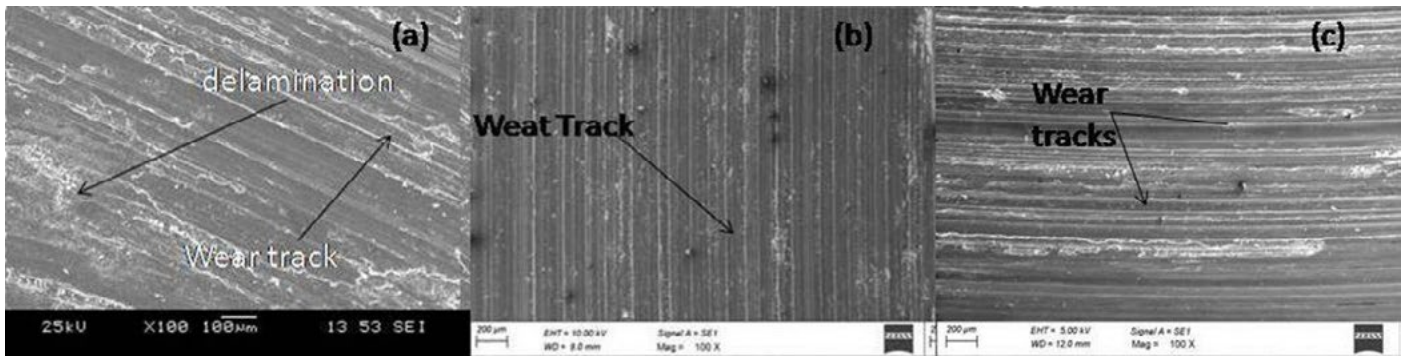 (a)
delamination
Wear track
25kV X100 100μm 13 53 SEI
(b)
Weat Track
200 μm EHT = 10.00 kV Signal A = SE1
WD = 8.0 mm Mag = 100 X
(c)
Wear
tracks
200 μm EHT = 5.00 kV Signal A = SE1
WD = 12.0 mm Mag = 100 X